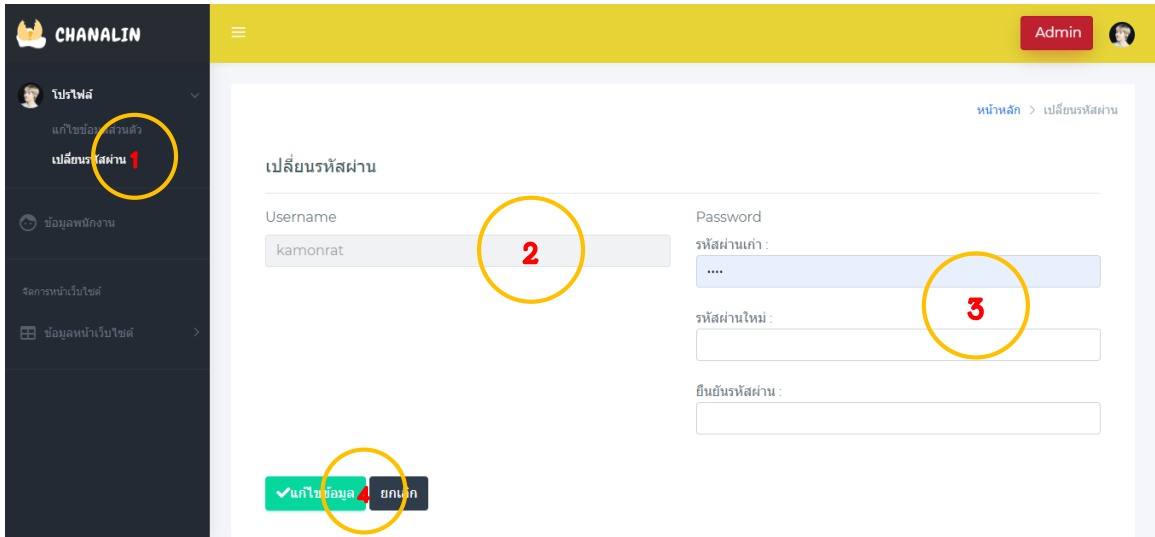 CHANALIN
Admin
โปรไฟล์
แก้ไขข้อมูลส่วนตัว
เปลี่ยนรหัสผ่าน 1
ข้อมูลพนักงาน
จัดการหน้าเว็บไซต์
ข้อมูลหน้าเว็บไซต์
หน้าหลัก > เปลี่ยนรหัสผ่าน
เปลี่ยนรหัสผ่าน
Username
kamonrat
2
Password
รหัสผ่านเก่า :
....
3
รหัสผ่านใหม่ :
ยืนยันรหัสผ่าน :
แก้ไขข้อมูล 4 ยกเลิก